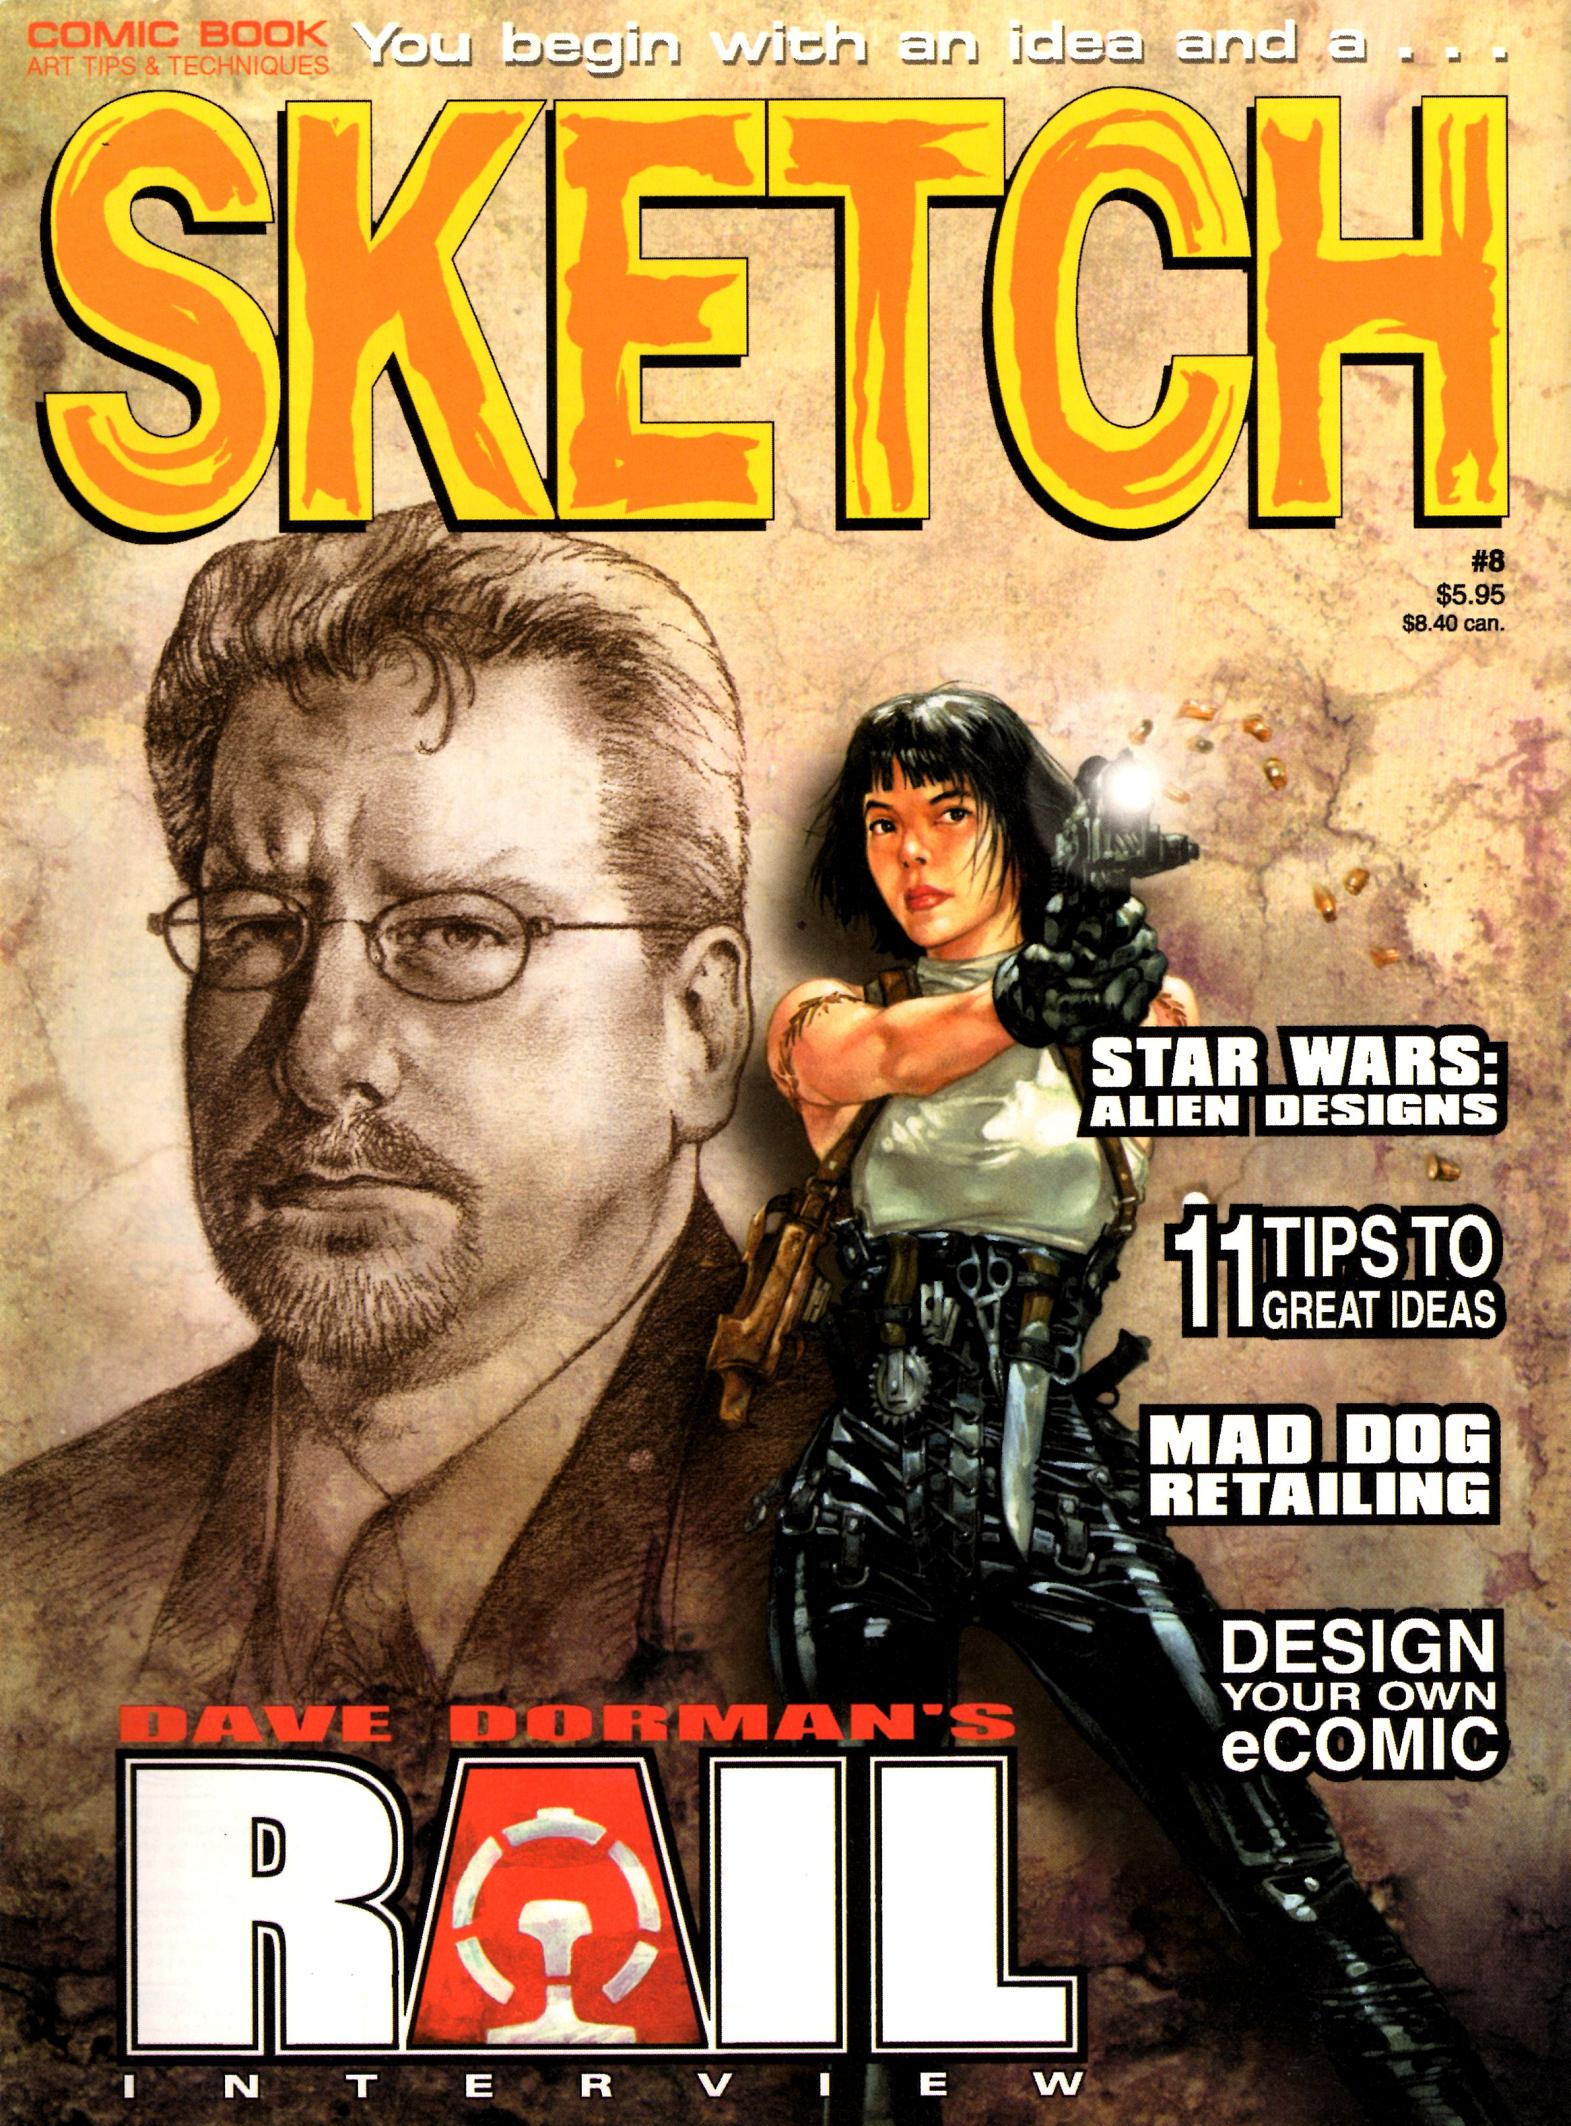 COMIC BOOK
ART TIPS & TECHNIQUES
You begin with an idea and a . . .
SKETCH
#8
$5.95
$8.40 can.
STAR WARS:
ALIEN DESIGNS
11 TIPS TO
GREAT IDEAS
MAD DOG
RETAILING
DESIGN
YOUR OWN
eCOMIC
DAVE DORMAN'S
RAIL
INTERVIEW